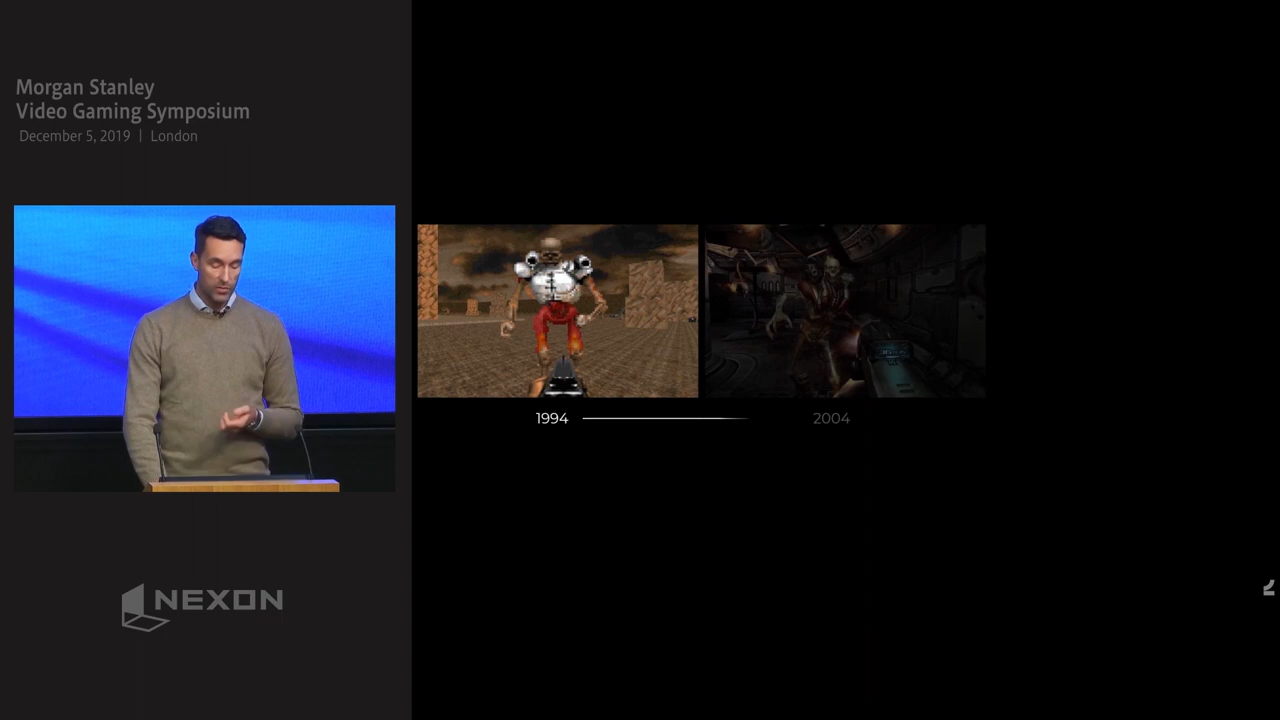 Morgan Stanley
Video Gaming Symposium
December 5, 2019 | London
1994
2004
NEXON